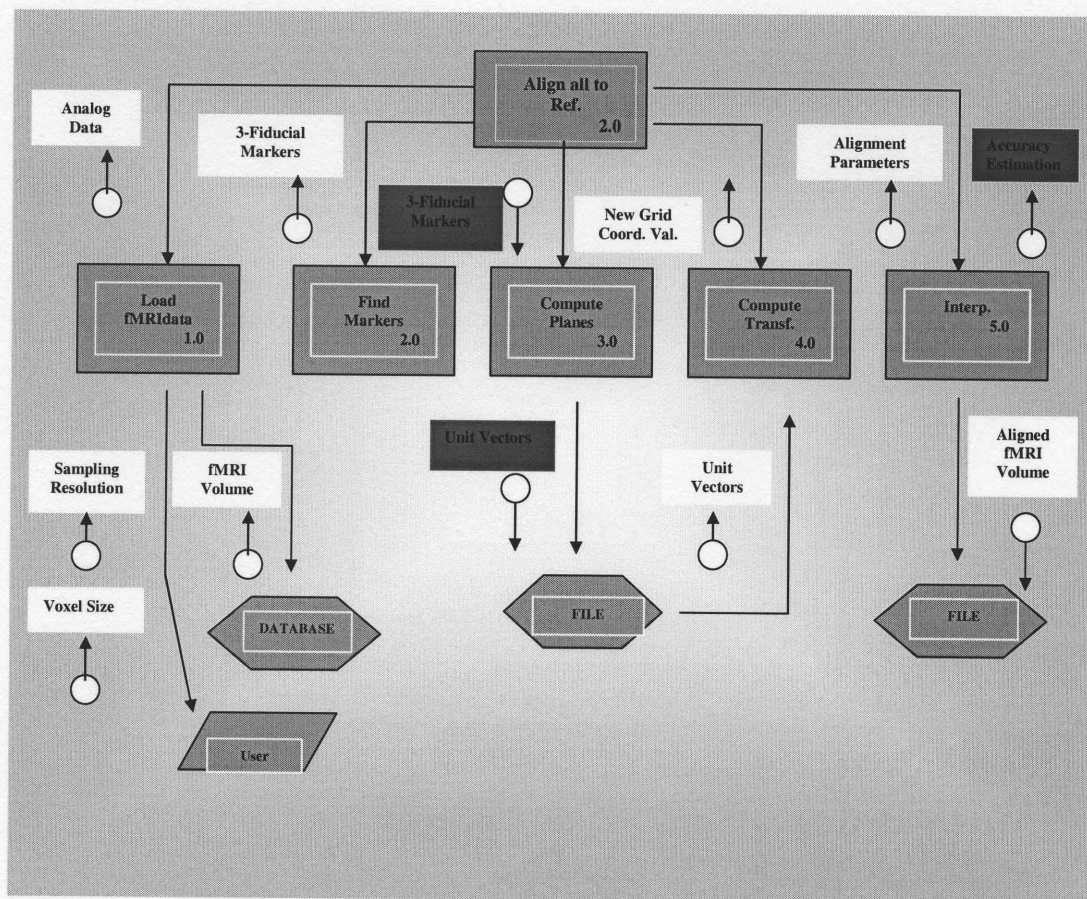 Align all to
Ref.
2.0
Analog
Data
3-Fiducial
Markers
3-Fiducial
Markers
New Grid
Coord. Val.
Alignment
Parameters
Accuracy
Estimation
Load
fMRIdata
1.0
Find
Markers
2.0
Compute
Planes
3.0
Compute
Transf.
4.0
Interp.
5.0
Sampling
Resolution
fMRI
Volume
Unit Vectors
Unit
Vectors
Aligned
fMRI
Volume
Voxel Size
DATABASE
FILE
FILE
User